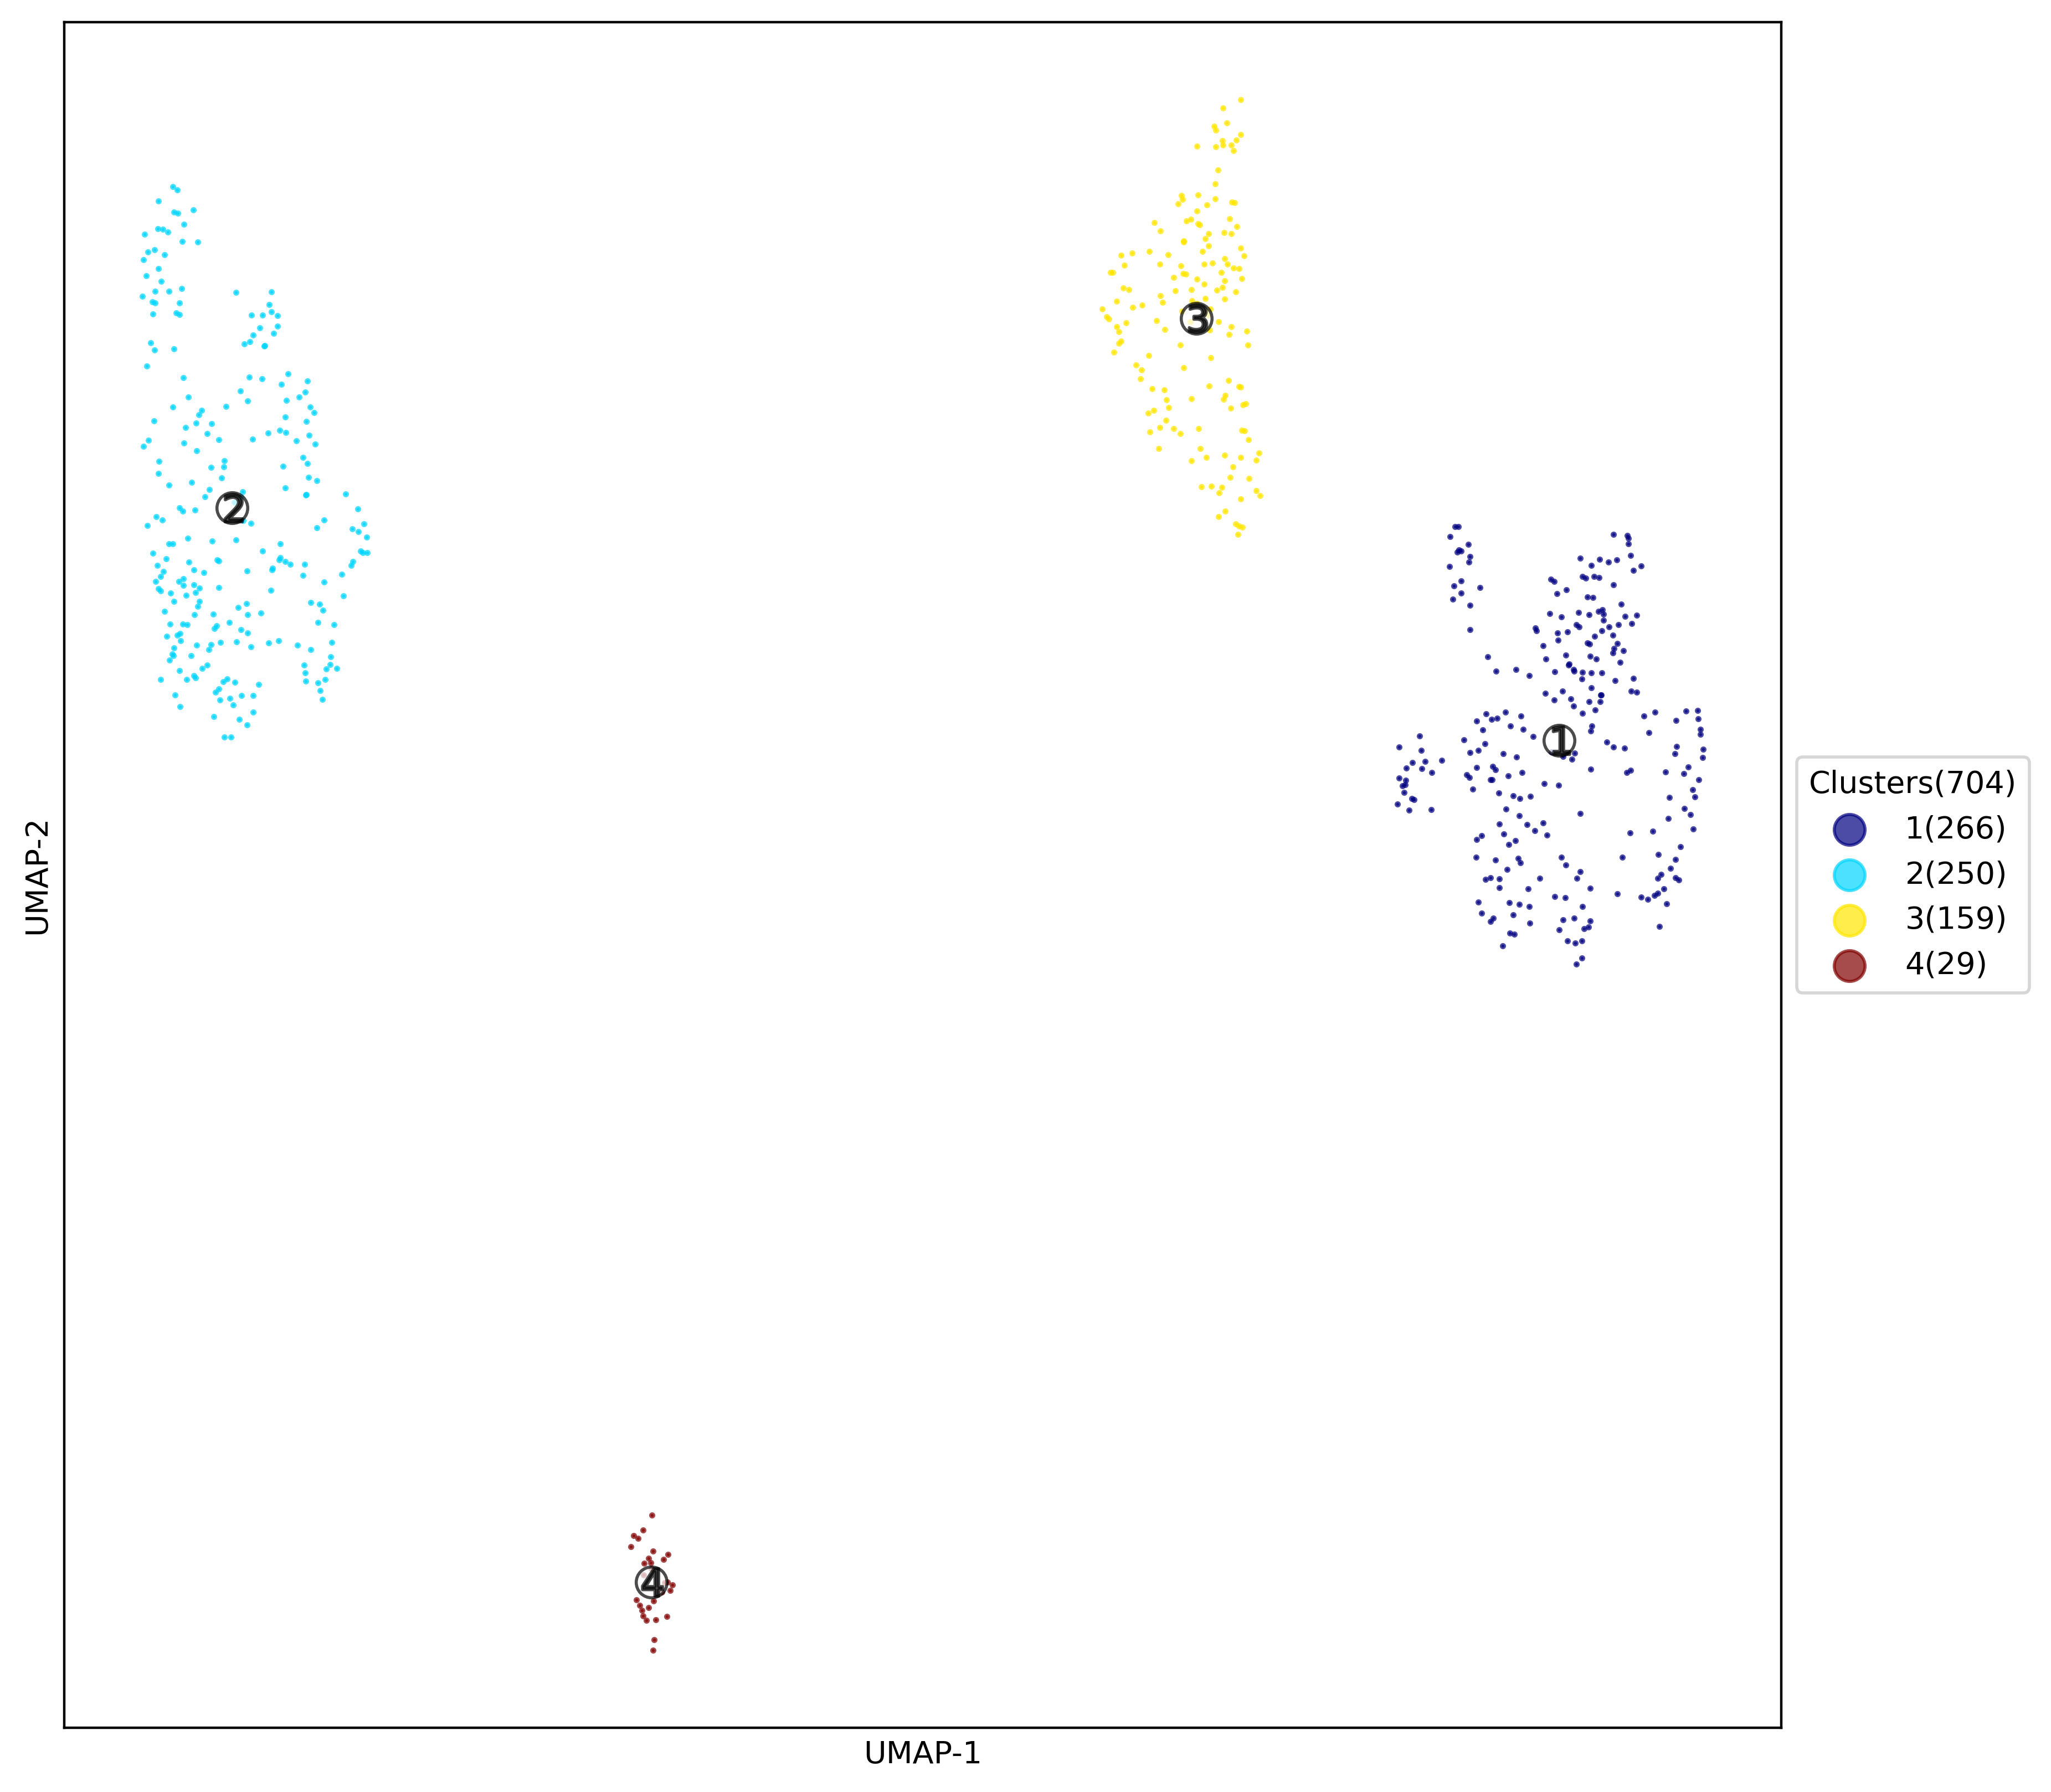 3
2
1
4
UMAP-2
UMAP-1
Clusters(704)
1(266)
2(250)
3(159)
4(29)